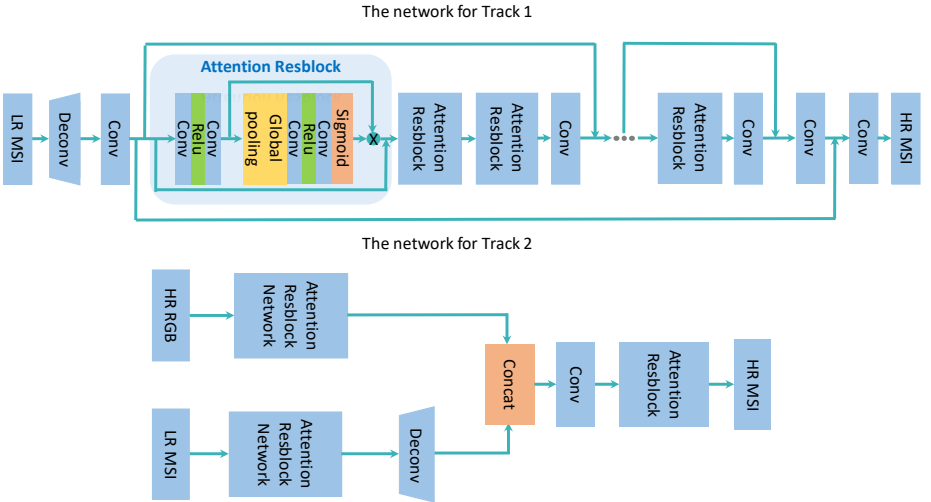 The network for Track 1
Attention Resblock
LR MSI
Deconv
Conv
Conv
Relu
Conv
Global
pooling
Conv
Relu
Conv
Sigmoid
X
Attention
Resblock
Attention
Resblock
Conv
Attention
Resblock
Conv
Conv
Conv
HR MSI
The network for Track 2
HR RGB
Attention
Resblock
Network
LR MSI
Attention
Resblock
Network
Deconv
Concat
Conv
Attention
Resblock
HR MSI